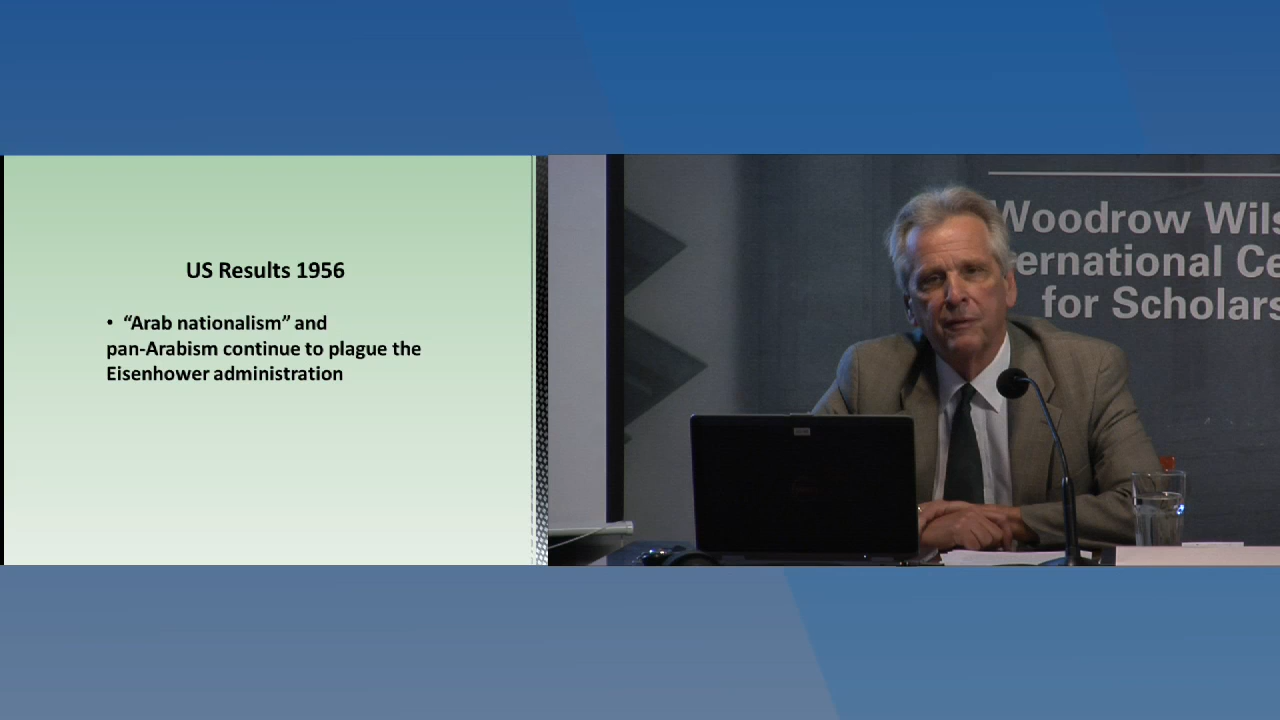 US Results 1956
• “Arab nationalism” and
pan-Arabism continue to plague the
Eisenhower administration
Woodrow Wils
ernational Ce
for Scholars